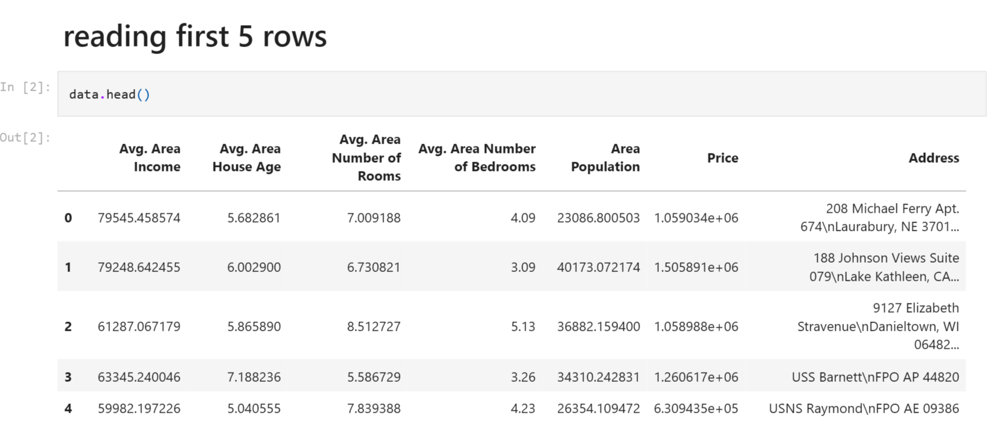 reading first 5 rows
In [2]:
data.head()
Out[2]:
Avg. Area Income Avg. Area House Age Avg. Area Number of Rooms Avg. Area Number of Bedrooms Area Population Price Address
0 79545.458574 5.682861 7.009188 4.09 23086.800503 1.059034e+06 208 Michael Ferry Apt.
674\nLaurabury, NE 3701...
1 79248.642455 6.002900 6.730821 3.09 40173.072174 1.505891e+06 188 Johnson Views Suite
079\nLake Kathleen, CA...
2 61287.067179 5.865890 8.512727 5.13 36882.159400 1.058988e+06 9127 Elizabeth
Stravenue\nDanieltown, WI
06482...
3 63345.240046 7.188236 5.586729 3.26 34310.242831 1.260617e+06 USS Barnett\nFPO AP 44820
4 59982.197226 5.040555 7.839388 4.23 26354.109472 6.309435e+05 USNS Raymond\nFPO AE 09386